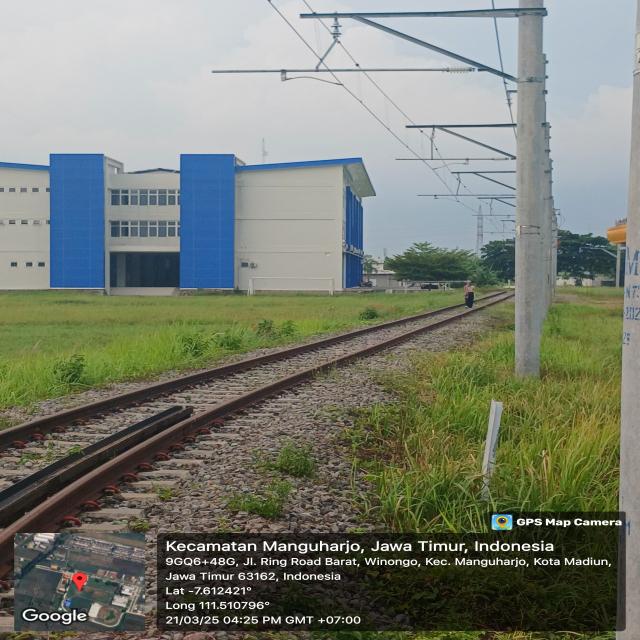 GPS Map Camera
Kecamatan Manguharjo, Jawa Timur, Indonesia
9GQ6+48G, Jl. Ring Road Barat, Winongo, Kec. Manguharjo, Kota Madiun,
Jawa Timur 63162, Indonesia
Lat -7.612421°
Long 111.510796°
21/03/25 04:25 PM GMT +07:00
Google